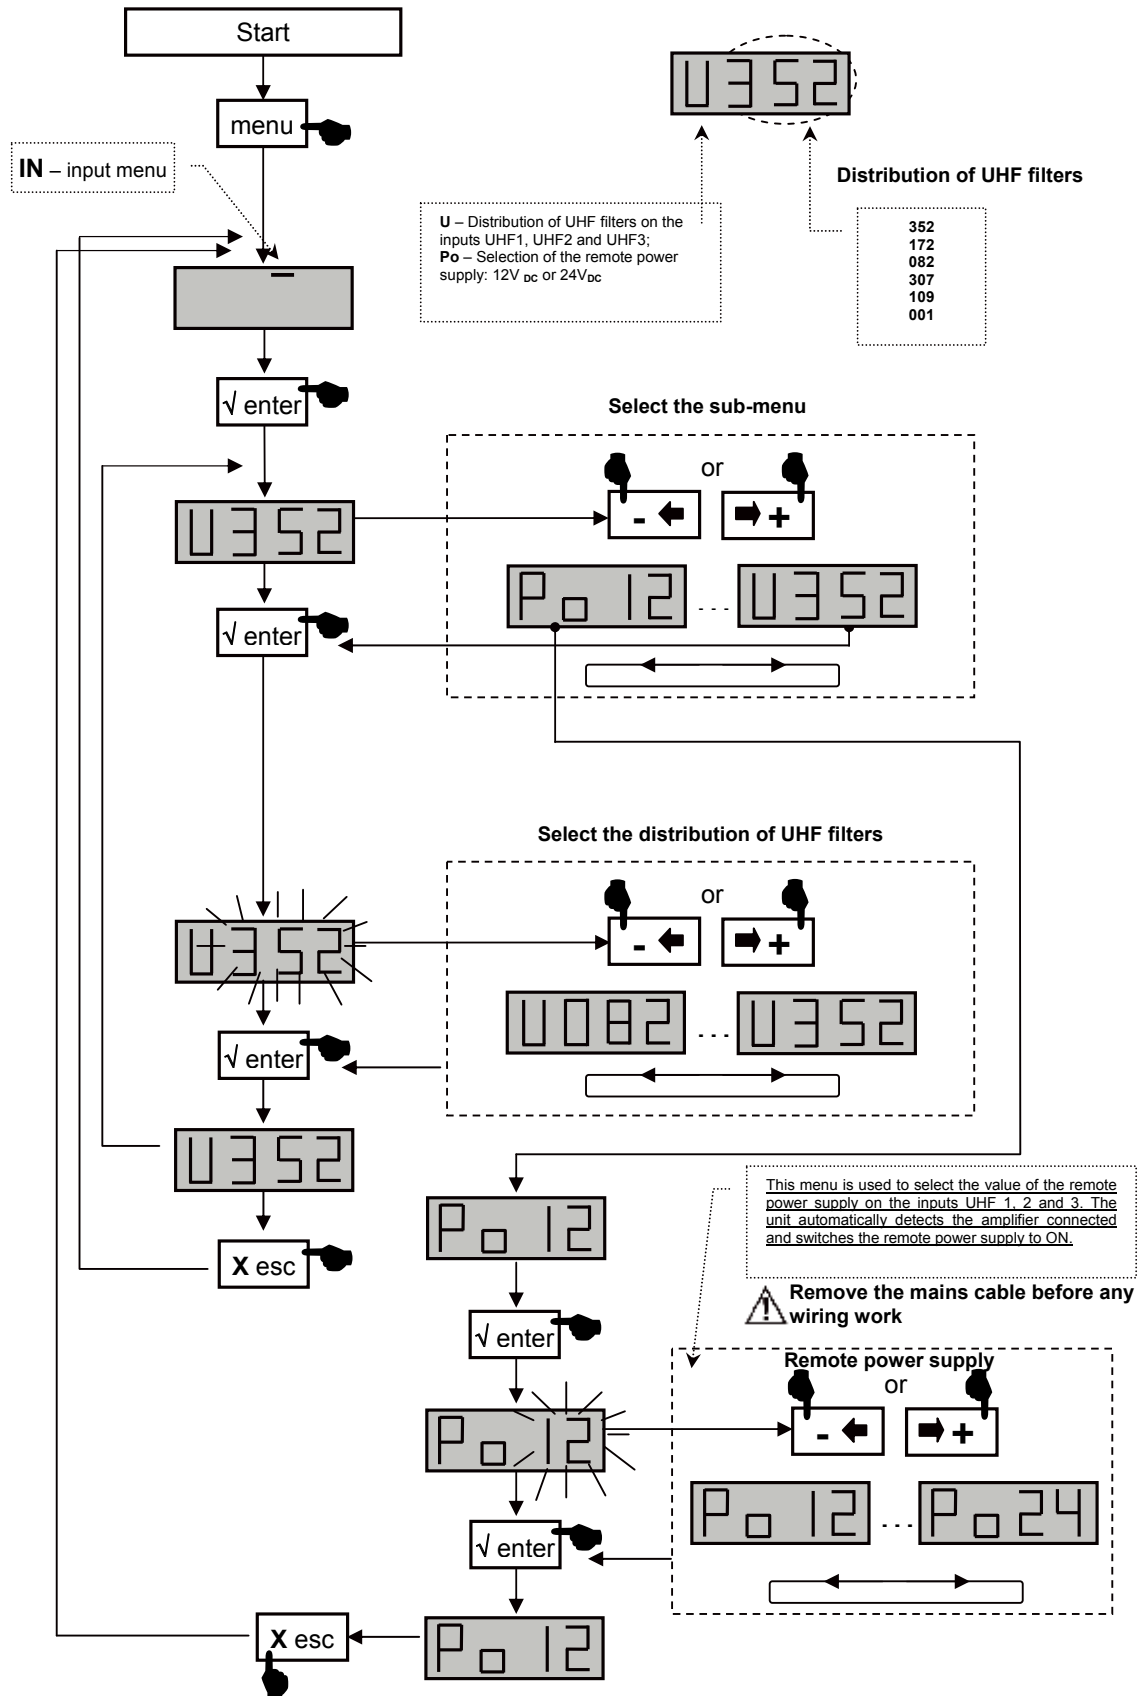 Start
menu
IN – input menu
U352
U – Distribution of UHF filters on the
inputs UHF1, UHF2 and UHF3;
Po – Selection of the remote power
supply: 12V DC or 24VDC
Distribution of UHF filters
352
172
082
307
109
001
√ enter
Select the sub-menu
or
- +
U352
Po 12 ... U352
√ enter
Select the distribution of UHF filters
or
- +
U352
U082 ... U352
√ enter
U352
X esc
This menu is used to select the value of the remote
power supply on the inputs UHF 1, 2 and 3. The
unit automatically detects the amplifier connected
and switches the remote power supply to ON.
Remove the mains cable before any
wiring work
Po 12
√ enter
Remote power supply
or
- +
Po 12
Po 12 ... Po 24
√ enter
X esc
Po 12